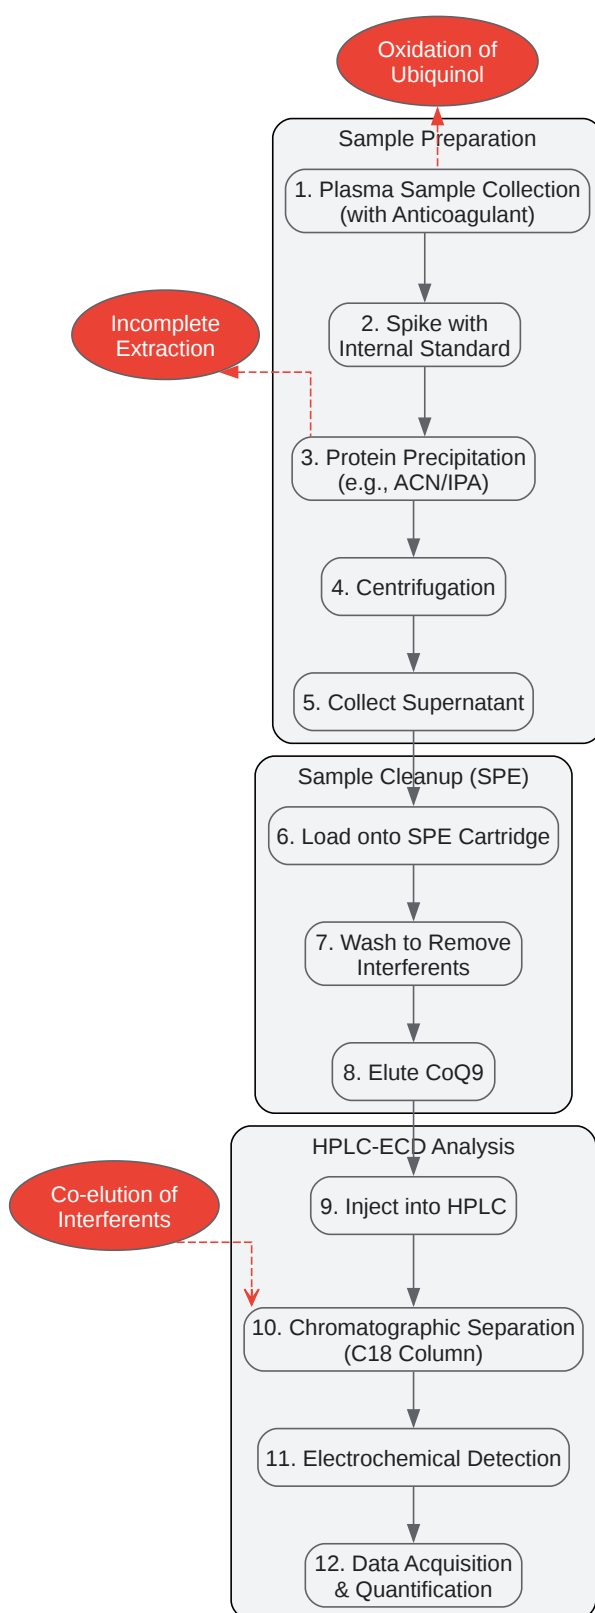 Oxidation of
Ubiquinol
Sample Preparation
1. Plasma Sample Collection
(with Anticoagulant)
Incomplete
Extraction
2. Spike with
Internal Standard
3. Protein Precipitation
(e.g., ACN/IPA)
4. Centrifugation
5. Collect Supernatant
Sample Cleanup (SPE)
6. Load onto SPE Cartridge
7. Wash to Remove
Interferents
8. Elute CoQ9
HPLC-ECD Analysis
Co-elution of
Interferents
9. Inject into HPLC
10. Chromatographic Separation
(C18 Column)
11. Electrochemical Detection
12. Data Acquisition
& Quantification